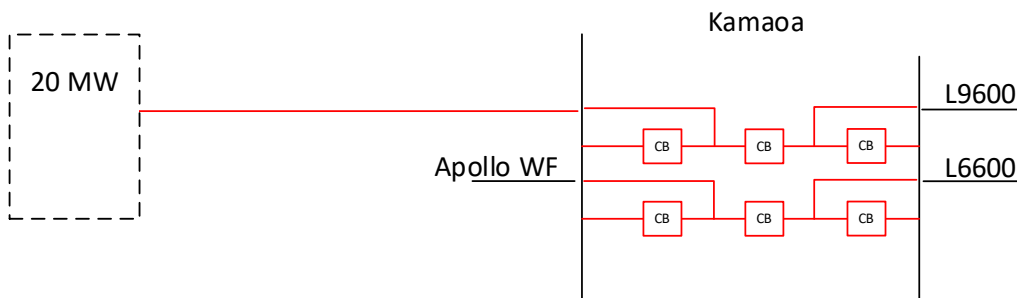 Kamaoa
20 MW
L9600
CB CB CB
Apollo WF
L6600
CB CB CB